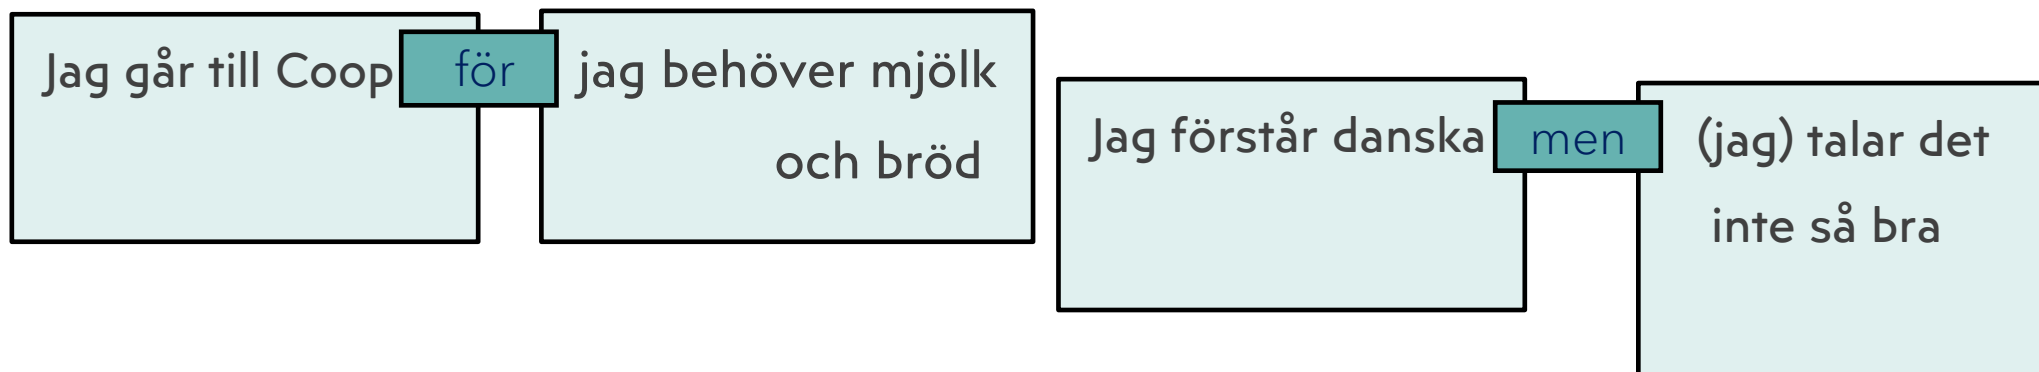 Jag går till Coop för jag behöver mjölk
och bröd
Jag förstår danska men (jag) talar det
inte så bra